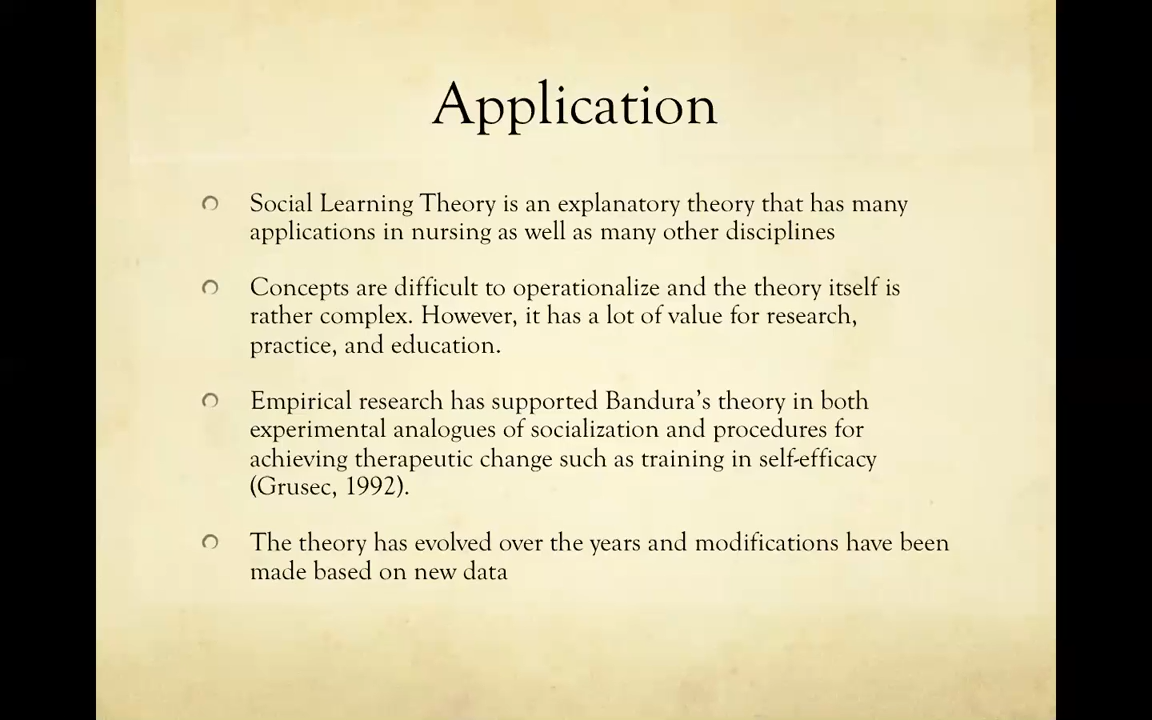 Application
Social Learning Theory is an explanatory theory that has many
applications in nursing as well as many other disciplines
Concepts are difficult to operationalize and the theory itself is
rather complex. However, it has a lot of value for research,
practice, and education.
Empirical research has supported Bandura’s theory in both
experimental analogues of socialization and procedures for
achieving therapeutic change such as training in self-efficacy
(Grusec, 1992).
The theory has evolved over the years and modifications have been
made based on new data